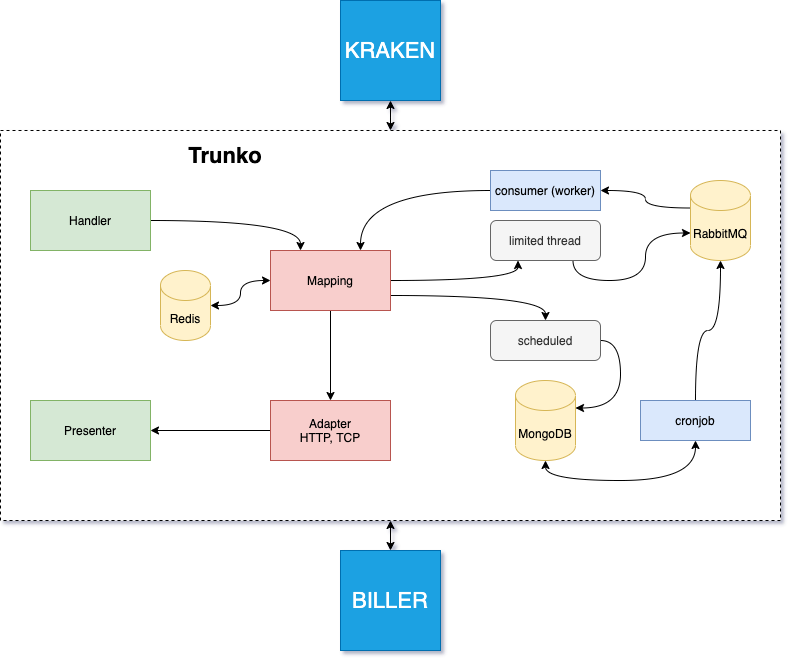 KRAKEN
Trunko
Handler
consumer (worker)
limited thread
RabbitMQ
Mapping
Redis
scheduled
Presenter
Adapter
HTTP, TCP
MongoDB
cronjob
BILLER